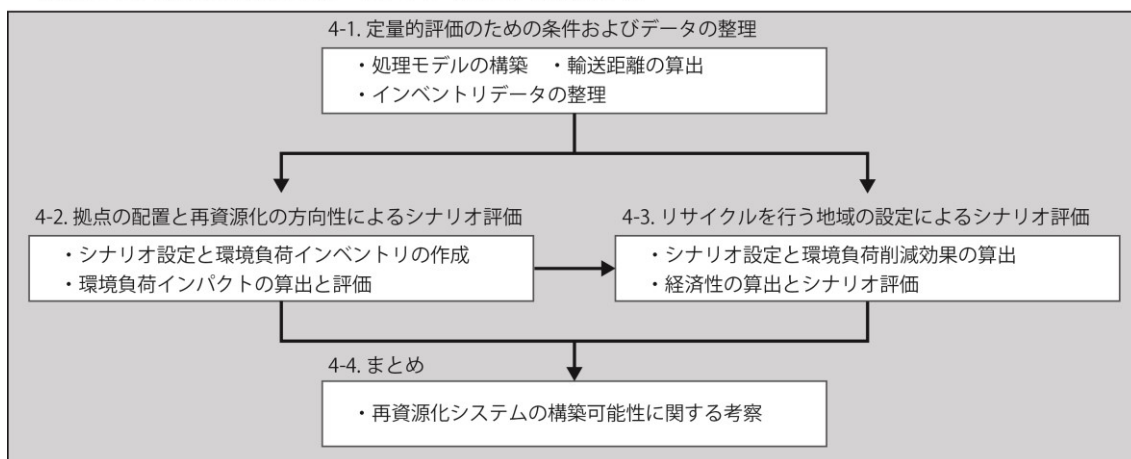 4-1. 定量的評価のための条件およびデータの整理
・処理モデルの構築　・輸送距離の算出
・インベントリデータの整理
4-2. 拠点の配置と再資源化の方向性によるシナリオ評価
・シナリオ設定と環境負荷インベントリの作成
・環境負荷インパクトの算出と評価
4-3. リサイクルを行う地域の設定によるシナリオ評価
・シナリオ設定と環境負荷削減効果の算出
・経済性の算出とシナリオ評価
4-4. まとめ
・再資源化システムの構築可能性に関する考察